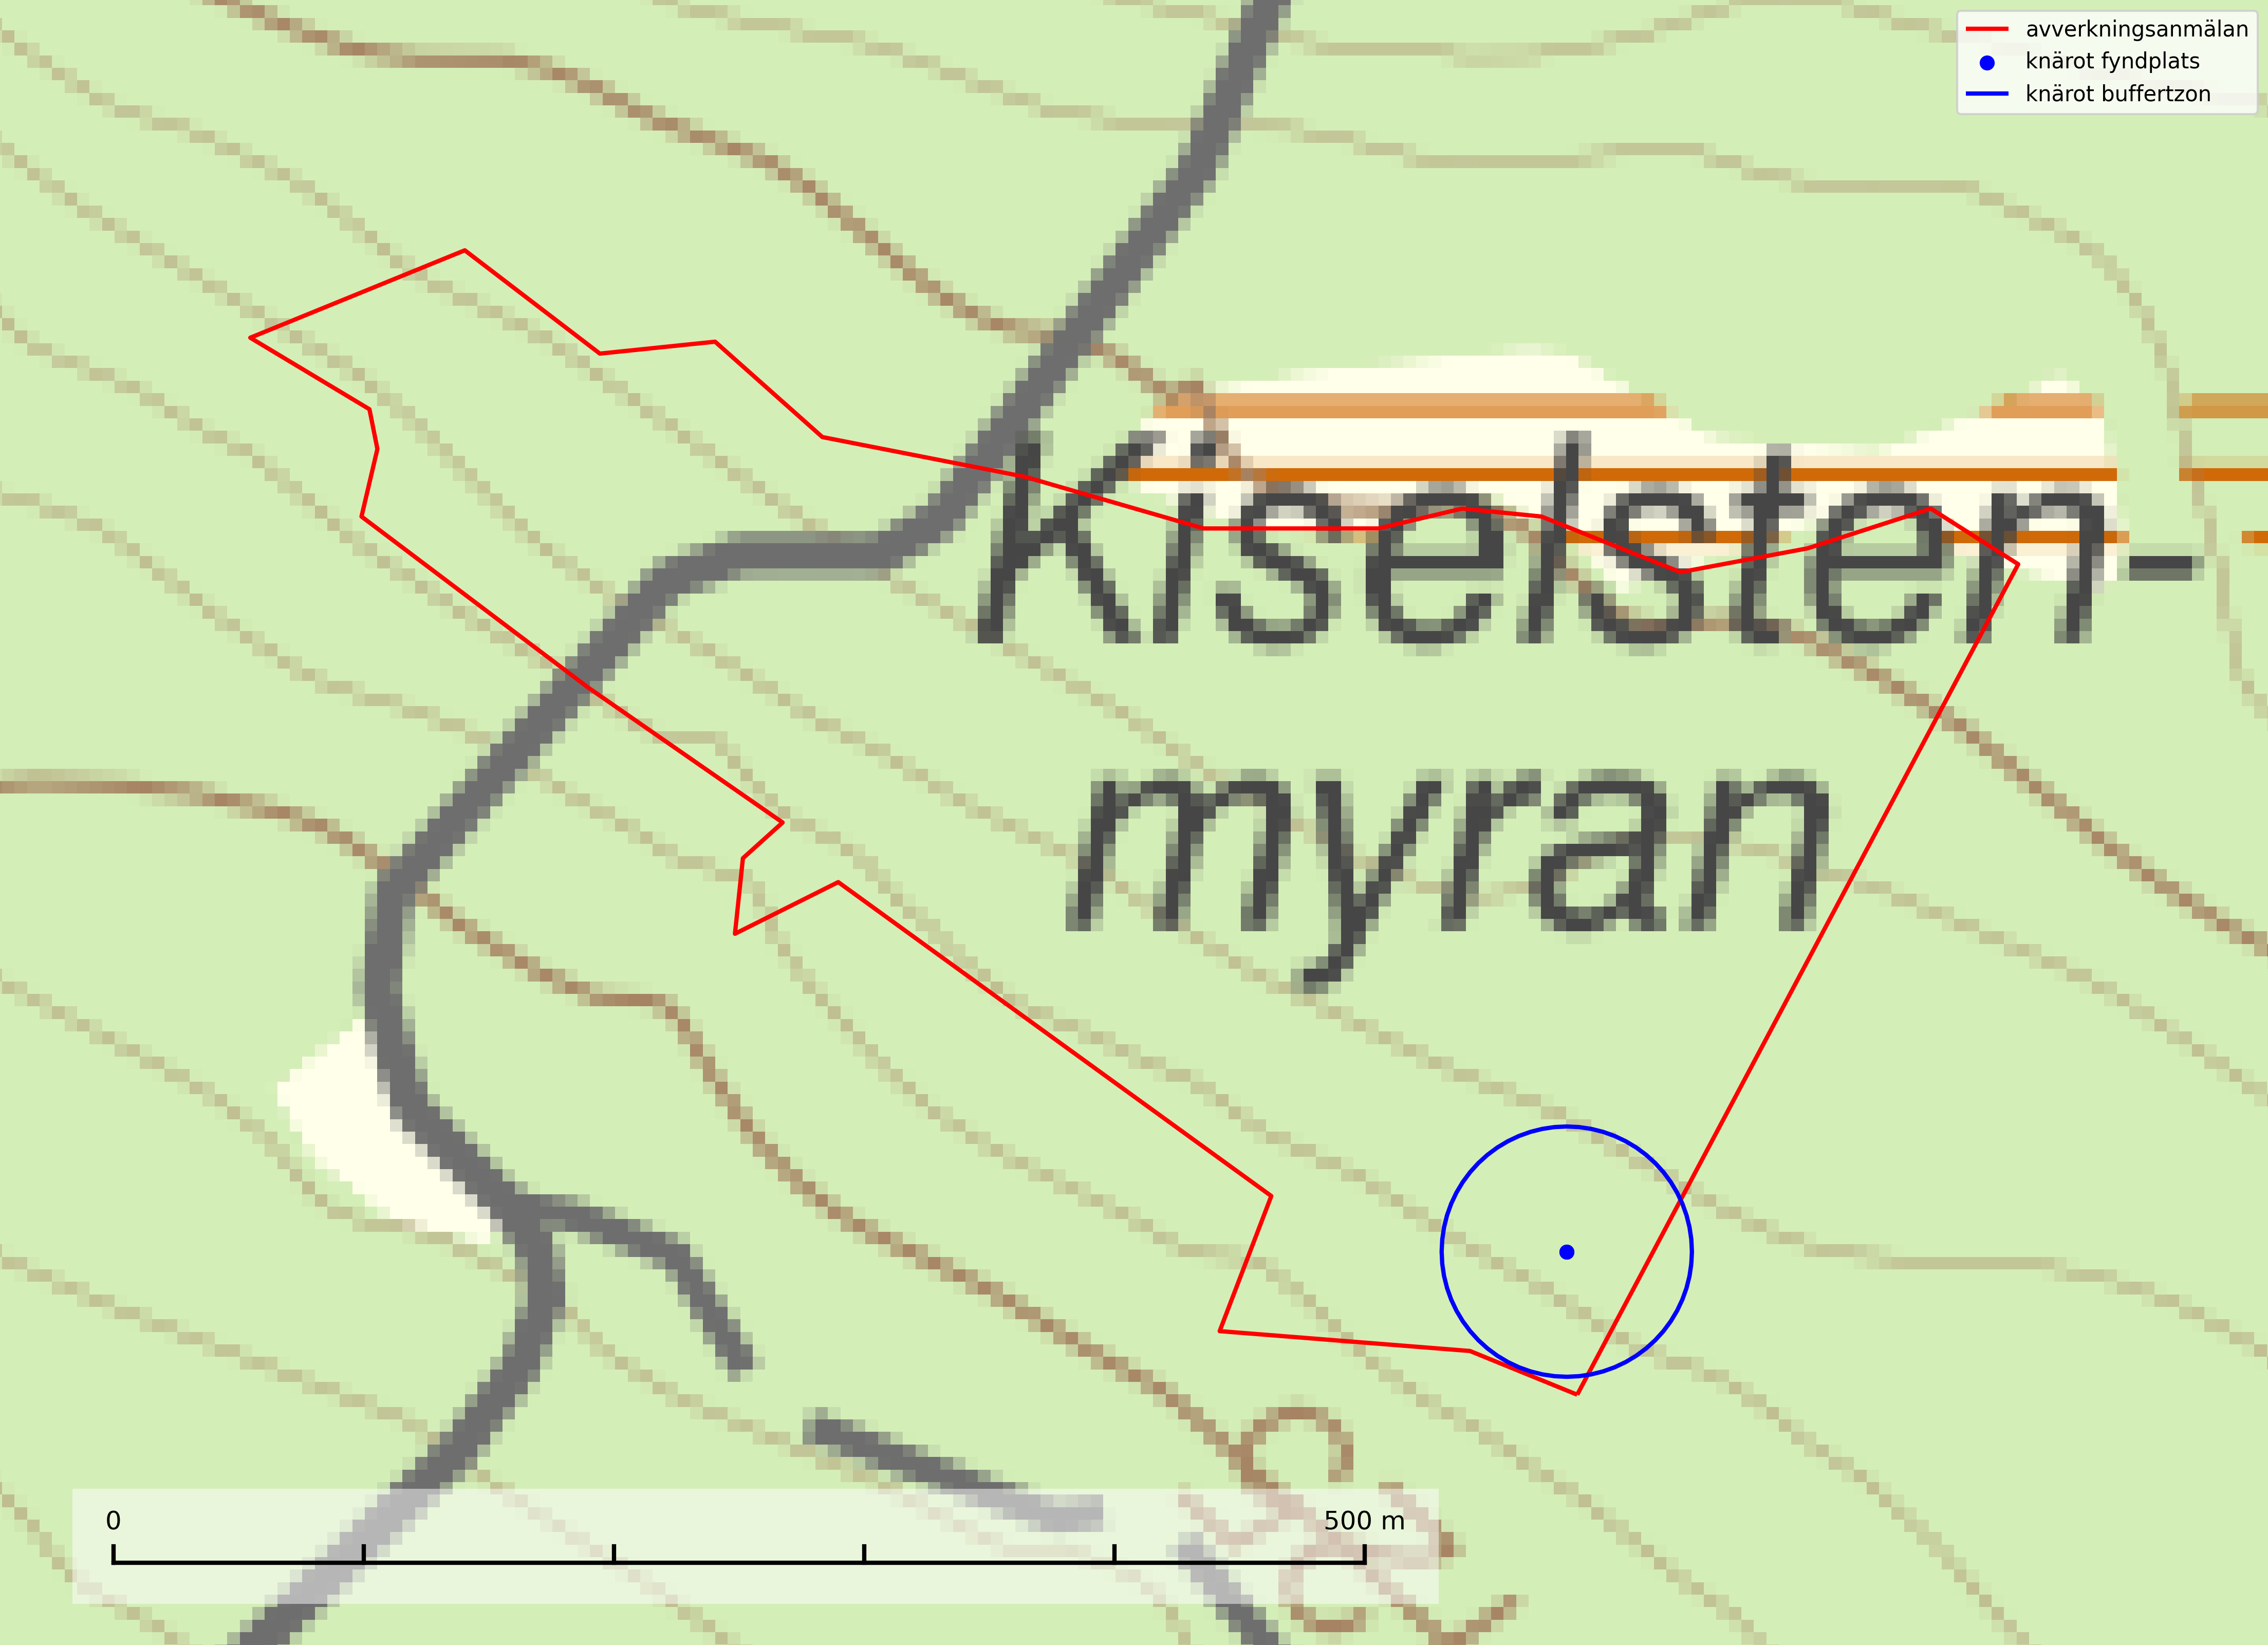 avverkningsanmälan
knärot fyndplats
knärot buffertzon
Kiselsten-
myran
0 500 m